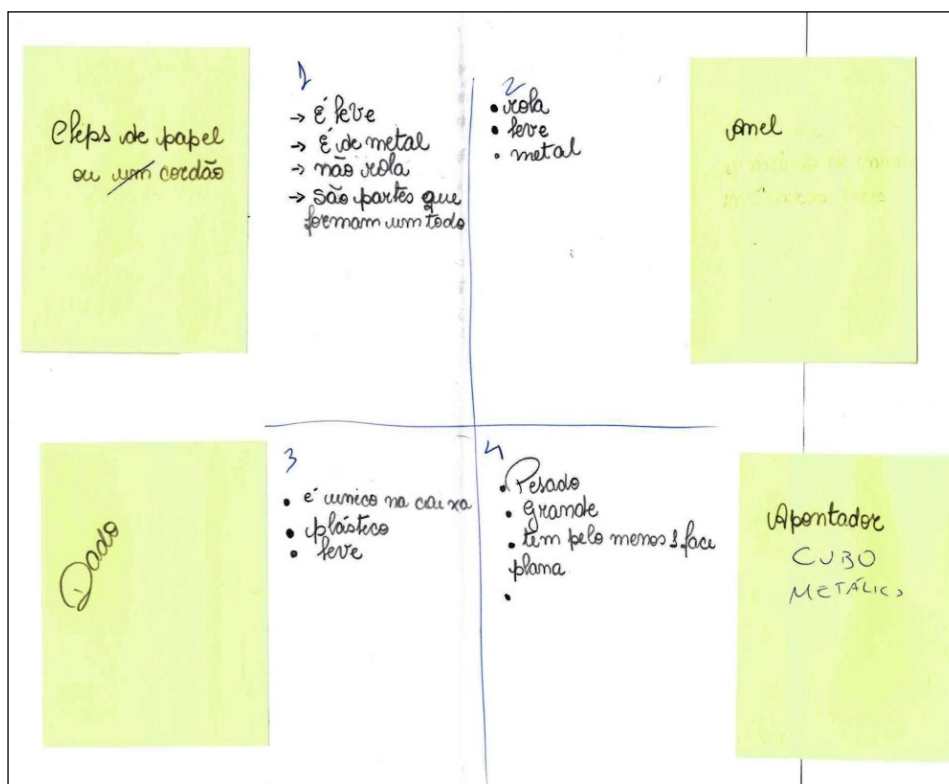 Cleps de papel
ou um cordão
1
→ é leve
→ É de metal
→ não rola
→ São partes que
formam um todo
2
• rola
• leve
• metal
Anel
3
• é unico na caixa
• plástico
• leve
Dado
4
• Pesado
• grande
• tem pelo menos 1 face
plana
•
Apontador
CUBO
METÁLICO